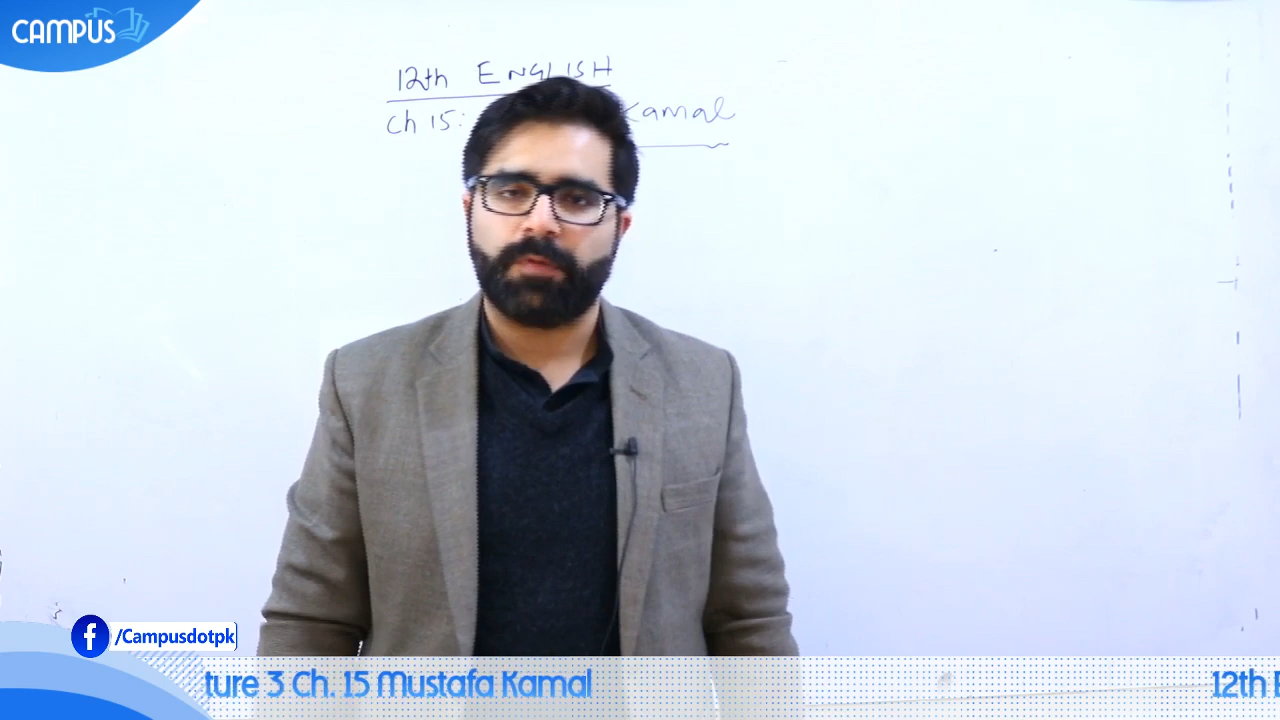 CAMPUS
12th ENGLISH
Ch 15: Kamal
/Campusdotpk
ture 3 Ch. 15 Mustafa Kamal
12th E